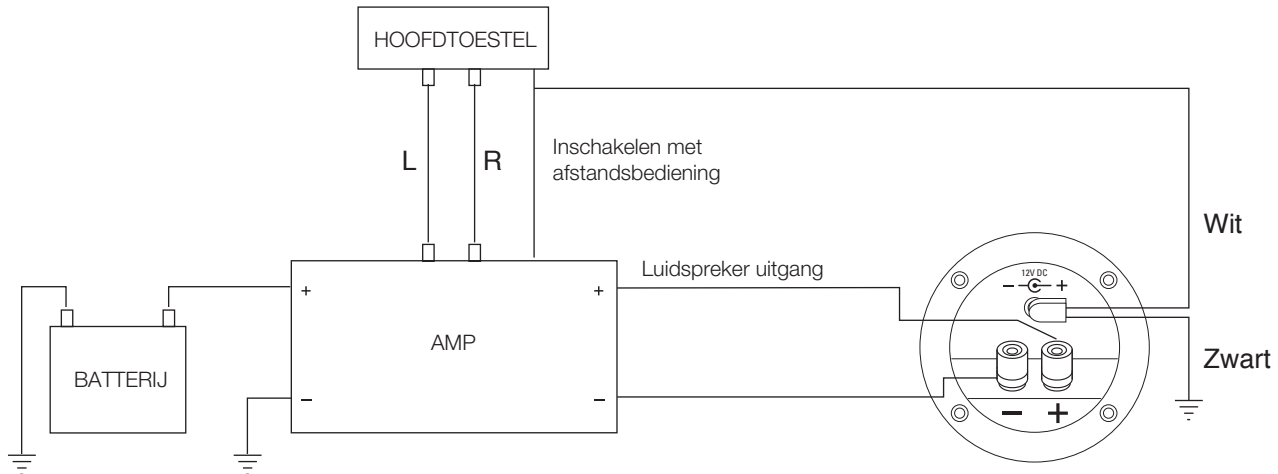 HOOFDTOESTEL
L
R
Inschakelen met
afstandsbediening
Wit
Luidspreker uitgang
12V DC
- +
+
+
AMP
BATTERIJ
Zwart
–
–
– +